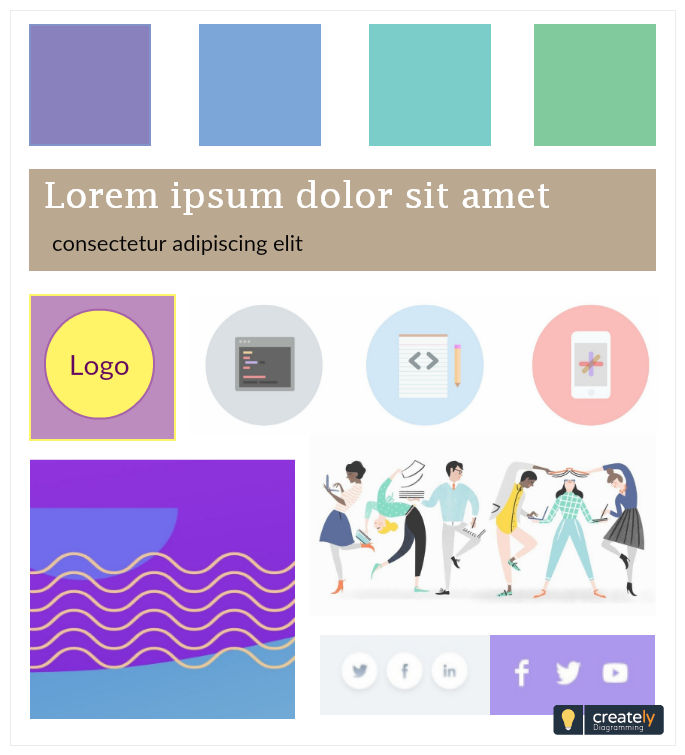 Lorem ipsum dolor sit amet
consectetur adipiscing elit
Logo
creately
Diagramming